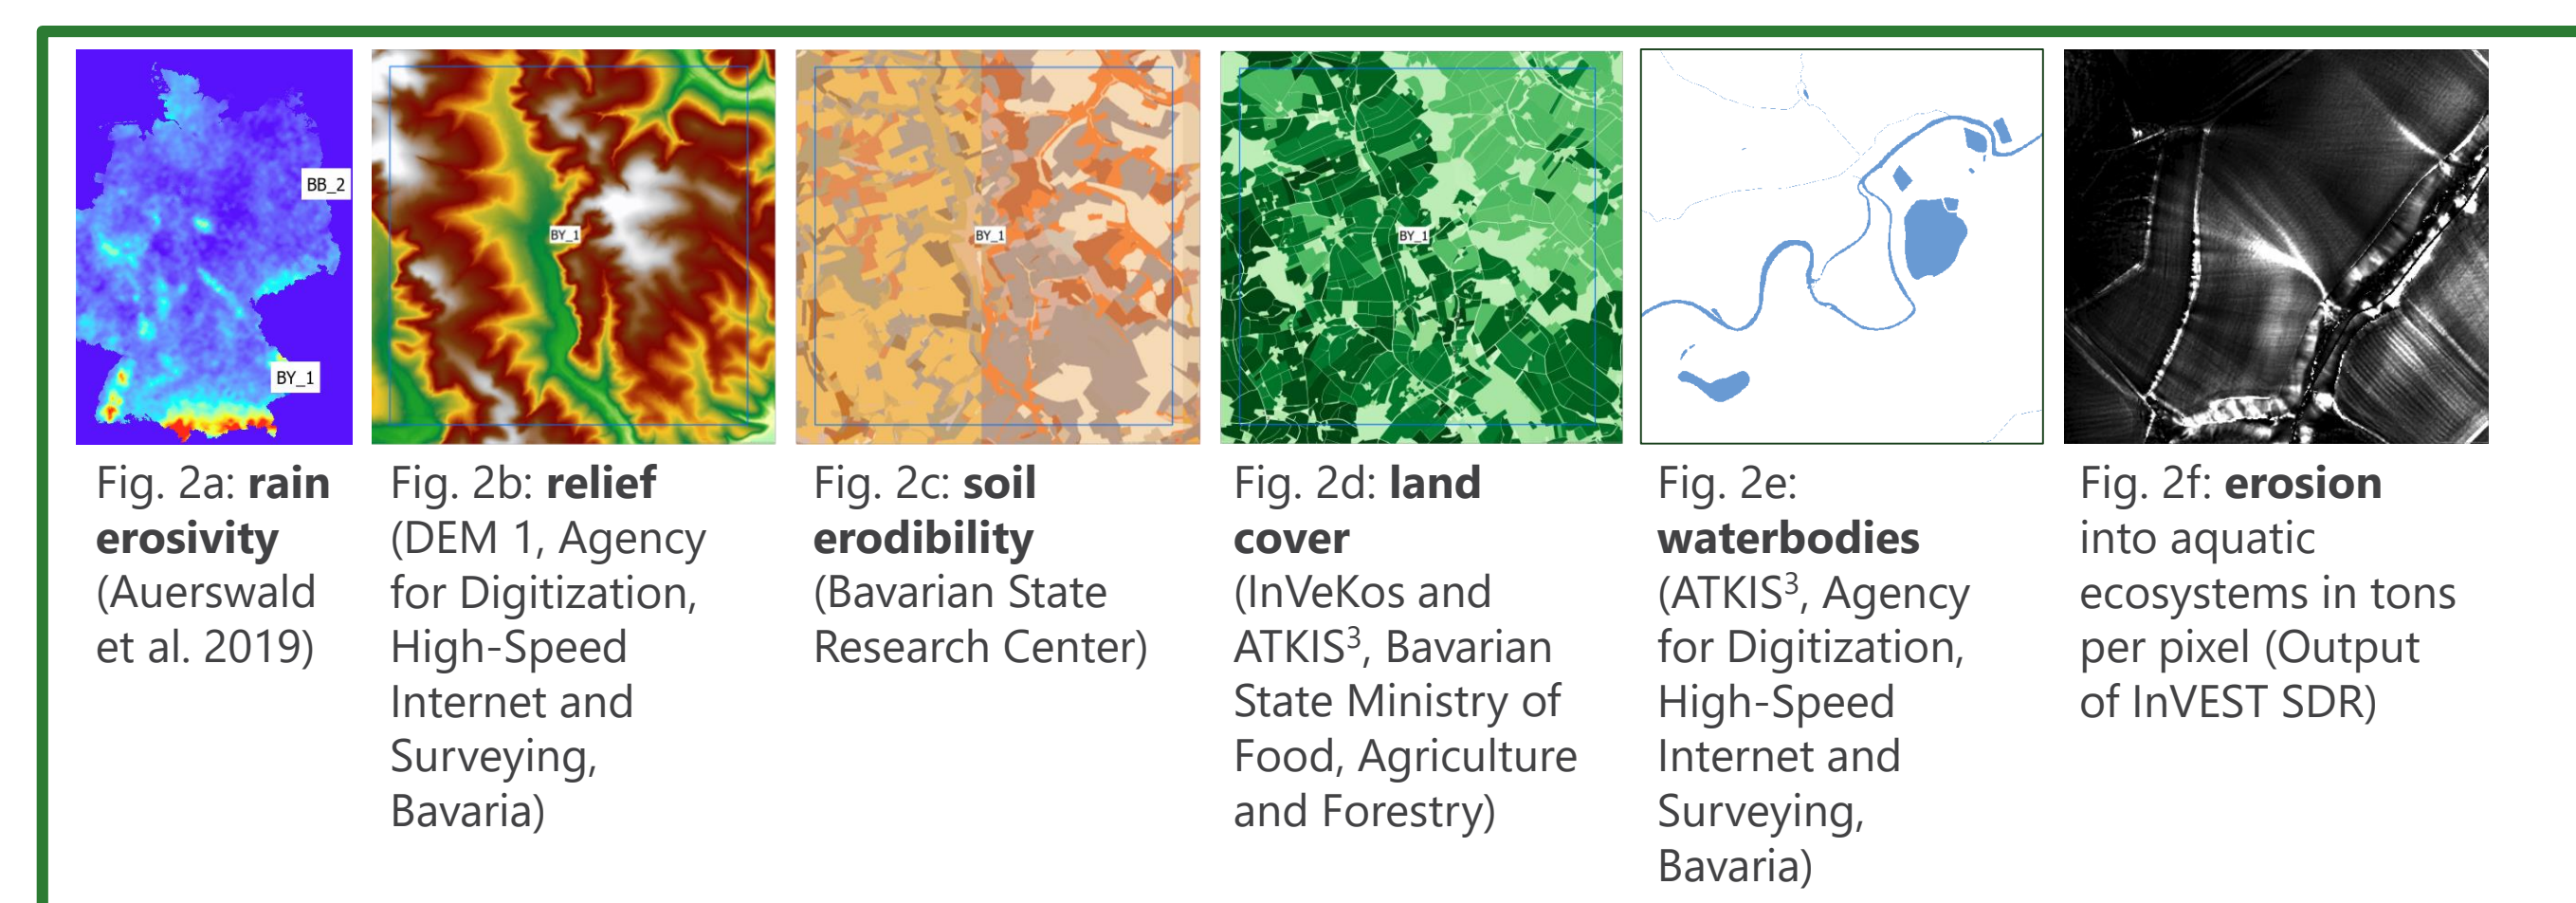 BB_2
BY_1
BY_1
BY_1
BY_1
Fig. 2a: rain
erosivity
(Auerswald
et al. 2019)
Fig. 2b: relief
(DEM 1, Agency
for Digitization,
High-Speed
Internet and
Surveying,
Bavaria)
Fig. 2c: soil
erodibility
(Bavarian State
Research Center)
Fig. 2d: land
cover
(InVeKos and
ATKIS³, Bavarian
State Ministry of
Food, Agriculture
and Forestry)
Fig. 2e:
waterbodies
(ATKIS³, Agency
for Digitization,
High-Speed
Internet and
Surveying,
Bavaria)
Fig. 2f: erosion
into aquatic
ecosystems in tons
per pixel (Output
of InVEST SDR)